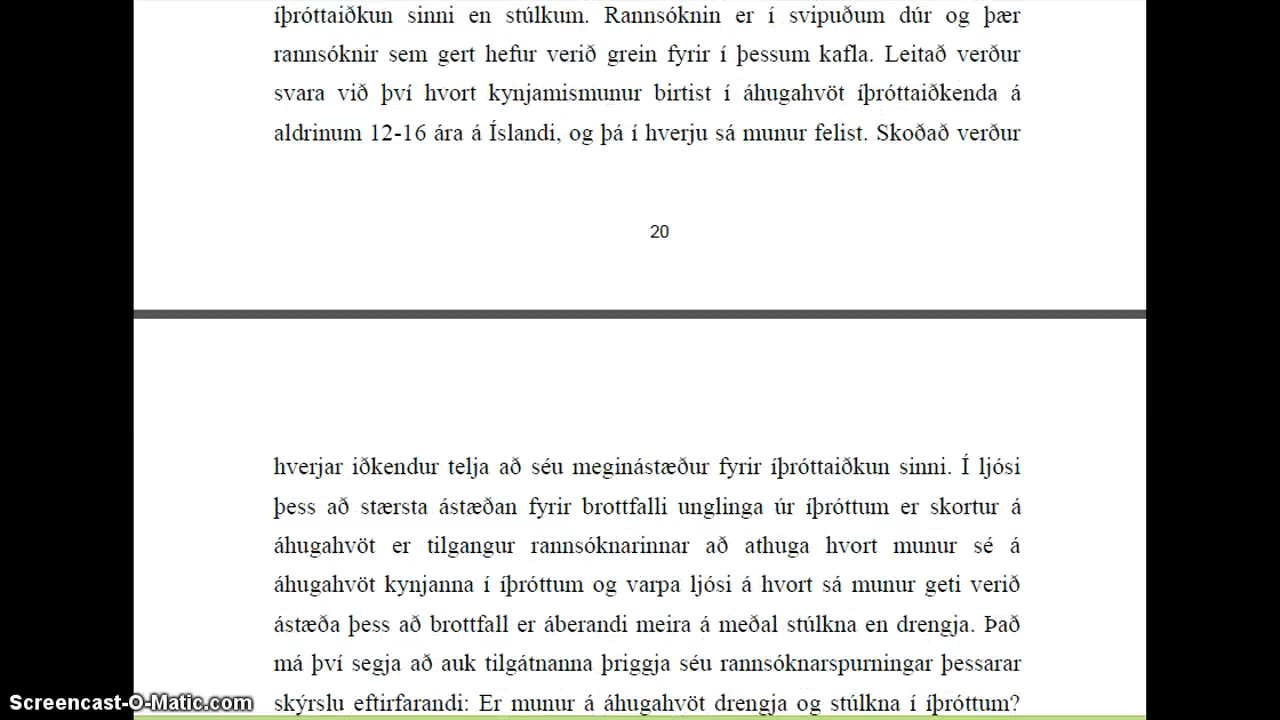 íþróttaiðkun sinni en stúlkum. Rannsóknin er í svipuðum dúr og þær
rannsóknir sem gert hefur verið grein fyrir í þessum kafla. Leitað verður
svara við því hvort kynjamismunur birtist í áhugahvöt íþróttaiðkenda á
aldrinum 12-16 ára á Íslandi, og þá í hverju sá munur felist. Skoðað verður
20
hverjar iðkendur telja að séu meginástæður fyrir íþróttaiðkun sinni. Í ljósi
þess að stærsta ástæðan fyrir brottfalli unglinga úr íþróttum er skortur á
áhugahvöt er tilgangur rannsóknarinnar að athuga hvort munur sé á
áhugahvöt kynjanna í íþróttum og varpa ljósi á hvort sá munur geti verið
ástæða þess að brottfall er áberandi meira á meðal stúlkna en drengja. Það
má því segja að auk tilgátnanna þriggja séu rannsóknarspurningar þessarar
skýrslu eftirfarandi: Er munur á áhugahvöt drengja og stúlkna í íþróttum?
Screencast-O-Matic.com